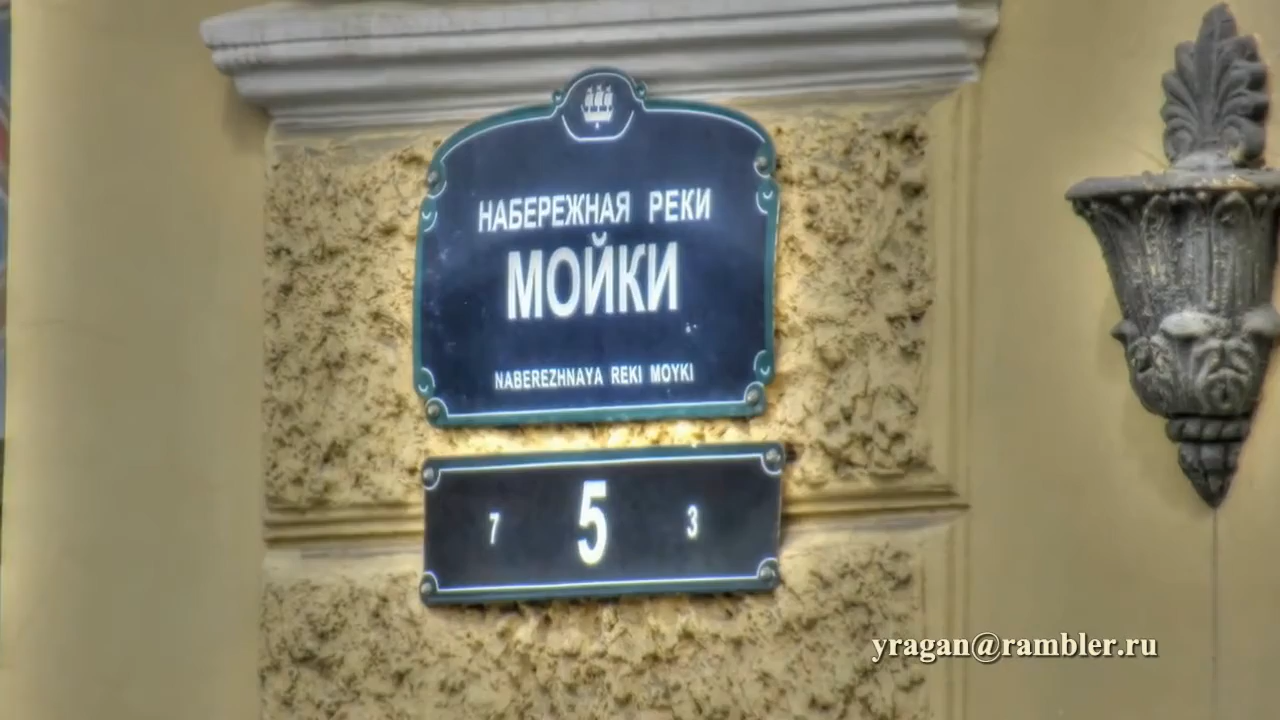 НАБЕРЕЖНАЯ РЕКИ
МОЙКИ
NABEREZHNAYA REKI MOYKI
7 5 3
yragan@rambler.ru